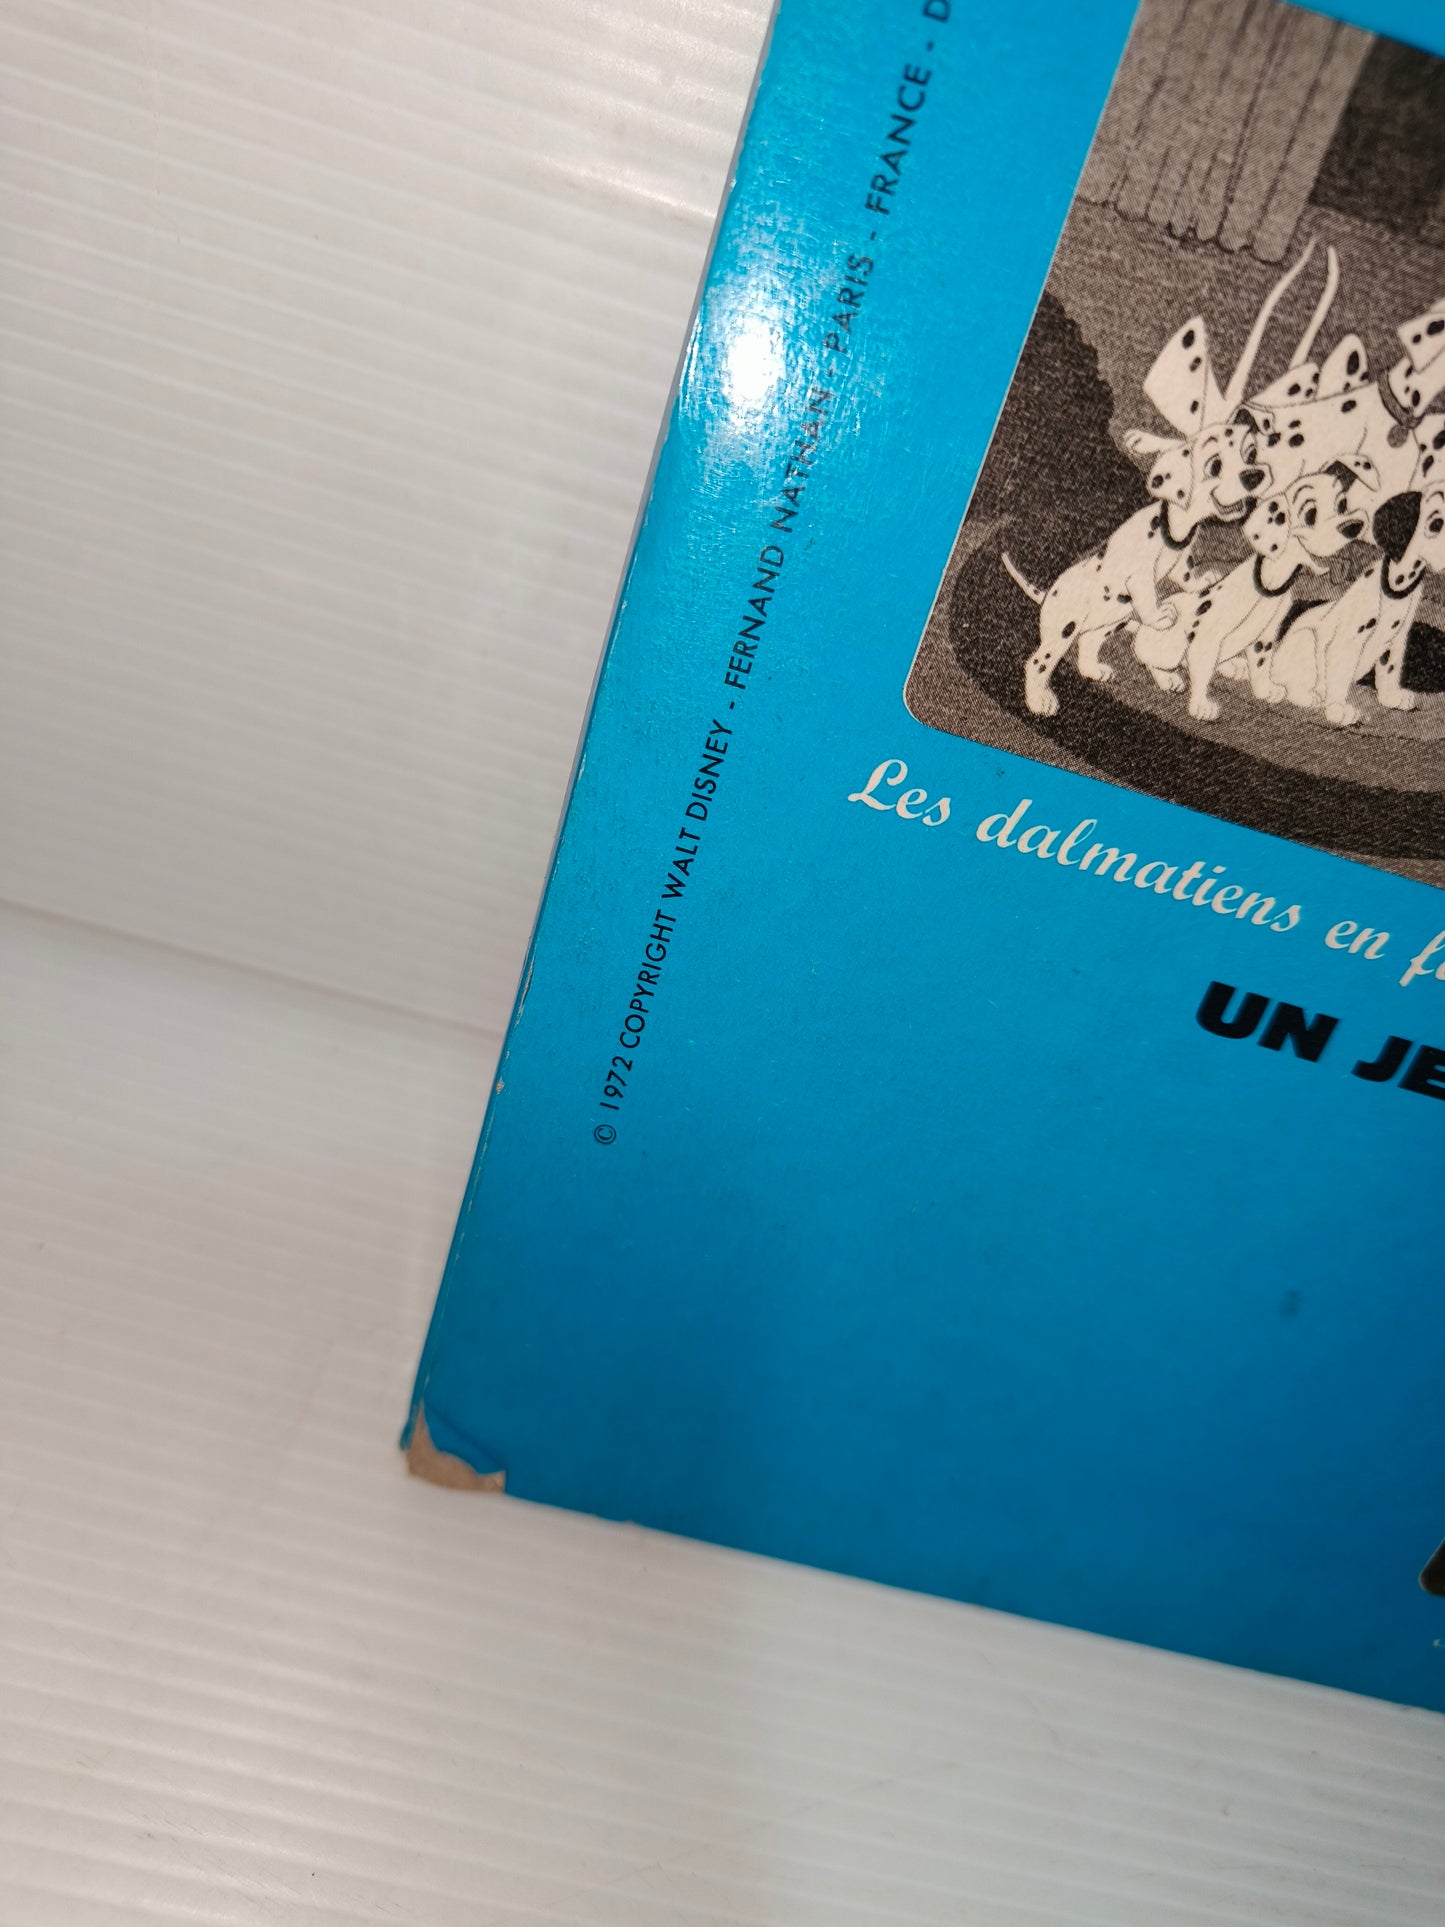 © 1972 COPYRIGHT WALT DISNEY - FERNAND NATHAN - PARIS - FRANCE -
Les dalmatiens en
UN